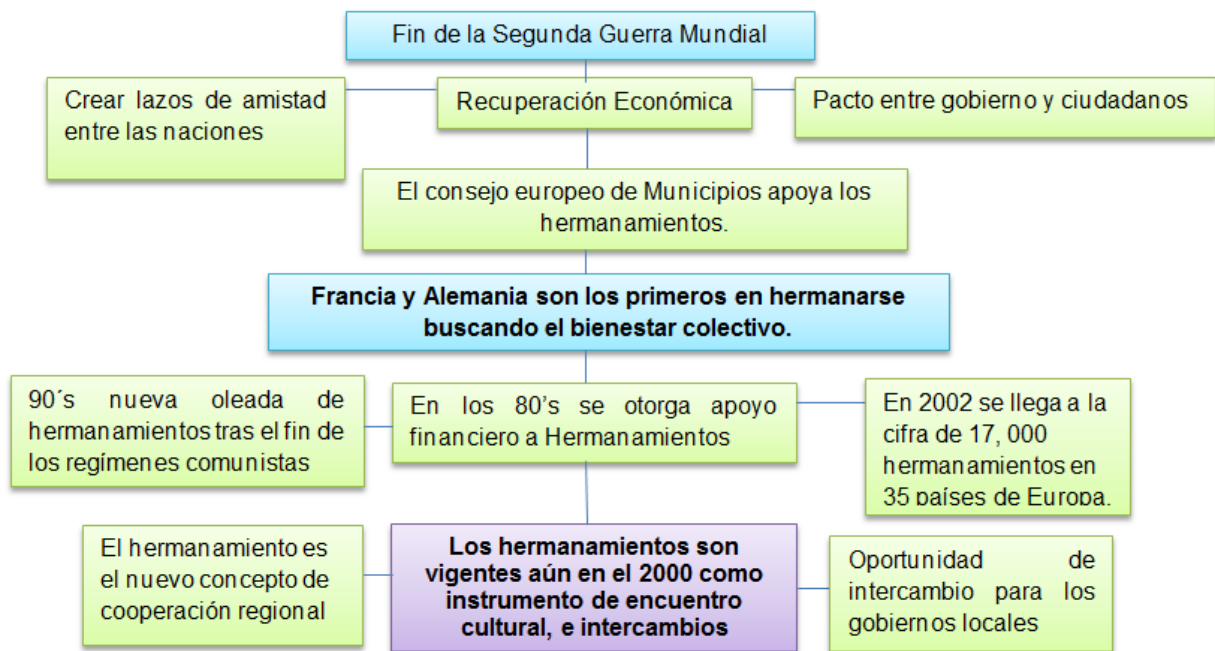 Fin de la Segunda Guerra Mundial
Crear lazos de amistad
entre las naciones
Recuperación Económica
Pacto entre gobierno y ciudadanos
El consejo europeo de Municipios apoya los
hermanamientos.
Francia y Alemania son los primeros en hermanarse
buscando el bienestar colectivo.
90´s nueva oleada de
hermanamientos tras el fin de
los regímenes comunistas
En los 80’s se otorga apoyo
financiero a Hermanamientos
En 2002 se llega a la
cifra de 17, 000
hermanamientos en
35 países de Europa.
El hermanamiento es
el nuevo concepto de
cooperación regional
Los hermanamientos son
vigentes aún en el 2000 como
instrumento de encuentro
cultural, e intercambios
Oportunidad de
intercambio para los
gobiernos locales